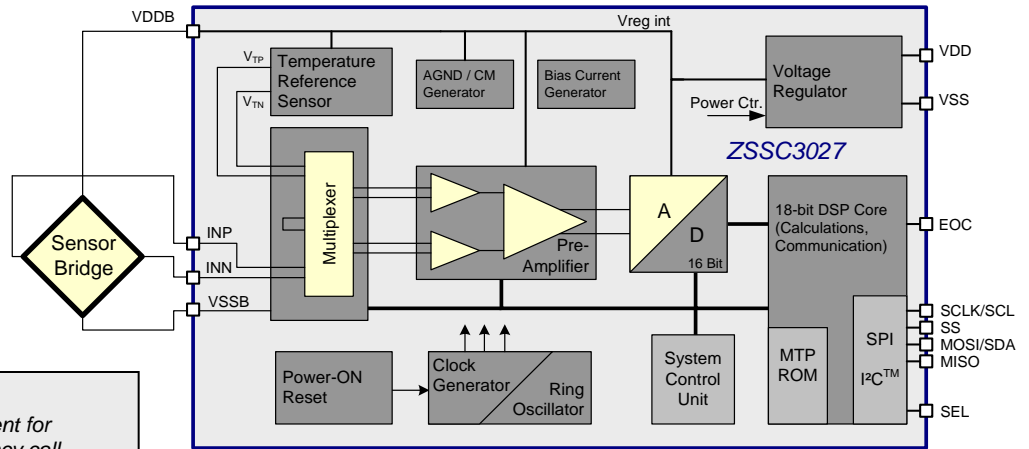 VDDB
Vreg int
VTP
Temperature
Reference
Sensor
VTN
AGND / CM
Generator
Bias Current
Generator
Voltage
Regulator
VDD
VSS
Power Ctr.
ZSSC3027
Multiplexer
Sensor
Bridge
INP
INN
VSSB
Pre-
Amplifier
A
D
16 Bit
18-bit DSP Core
(Calculations,
Communication)
EOC
SCLK/SCL
SS
MOSI/SDA
MISO
SEL
SPI
I²CTM
MTP
ROM
System
Control
Unit
Power-ON
Reset
Clock
Generator
Ring
Oscillator
ent for